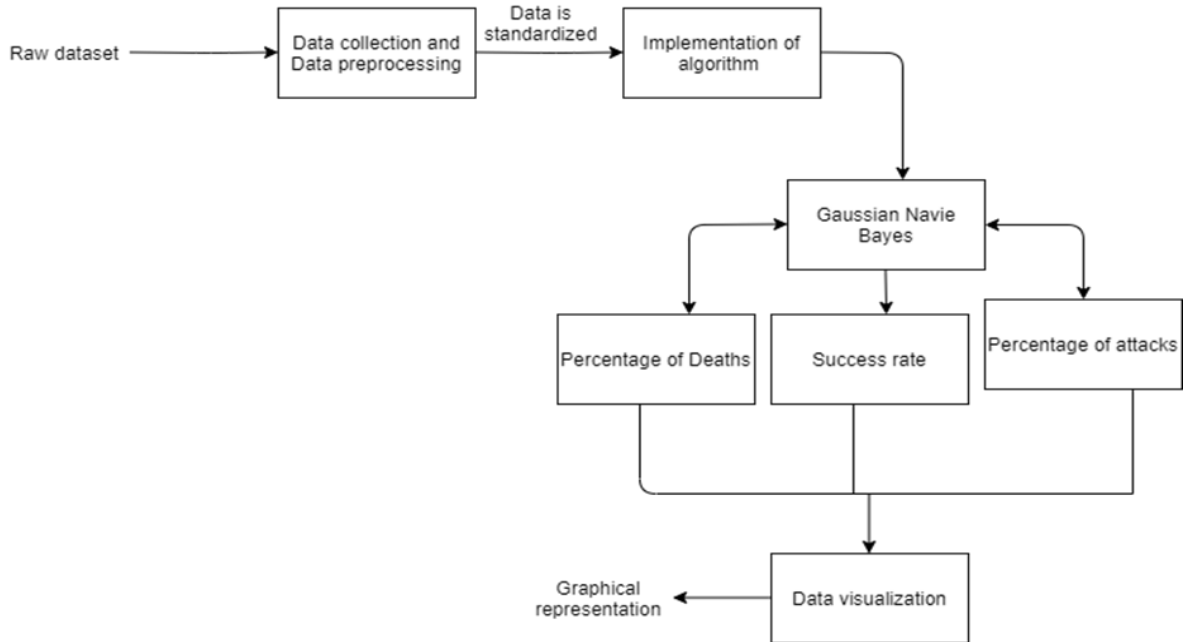 Raw dataset
Data collection and
Data preprocessing
Data is
standardized
Implementation of
algorithm
Gaussian Navie
Bayes
Percentage of Deaths
Success rate
Percentage of attacks
Graphical
representation
Data visualization